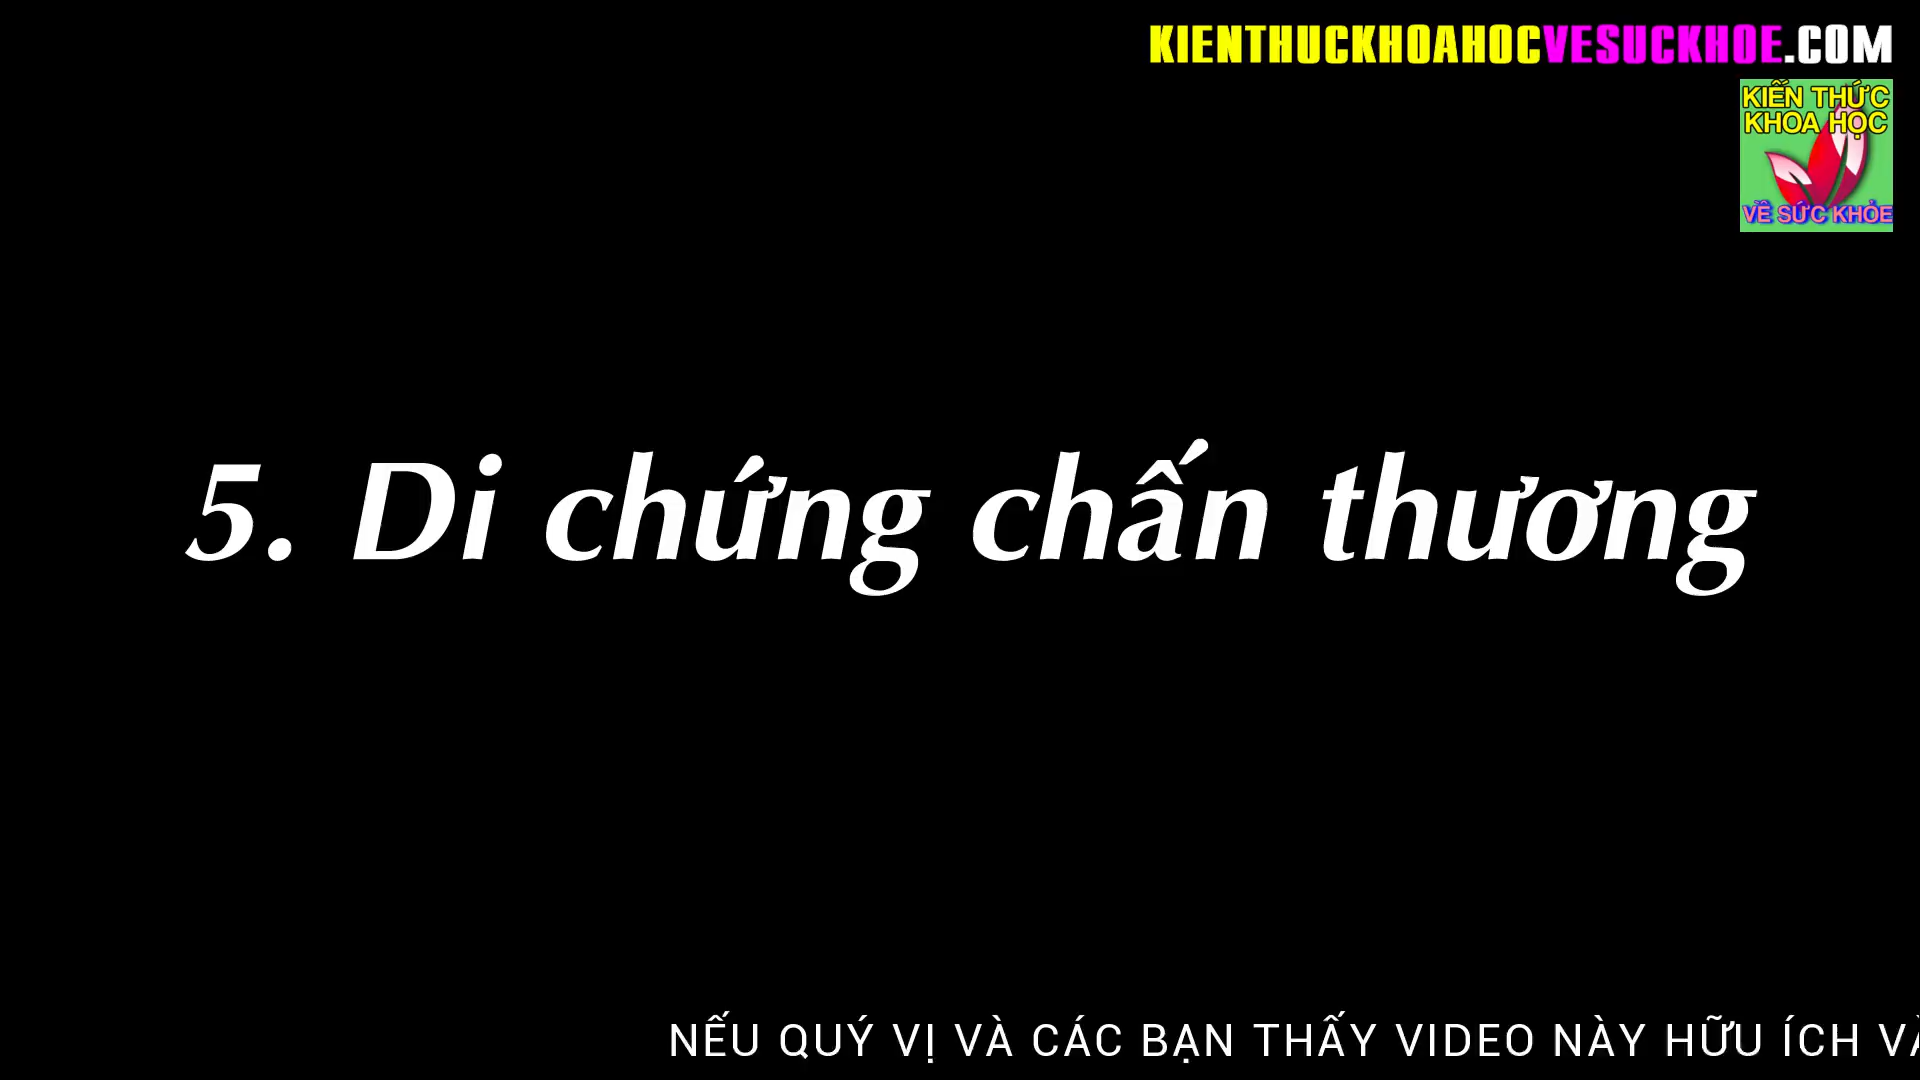 KIENTHUCKHOAHOCVESUCKHOE.COM
KIẾN THỨC
KHOA HỌC
VỀ SỨC KHỎE
5. Di chứng chấn thương
NẾU QUÝ VỊ VÀ CÁC BẠN THẤY VIDEO NÀY HỮU ÍCH VÀ